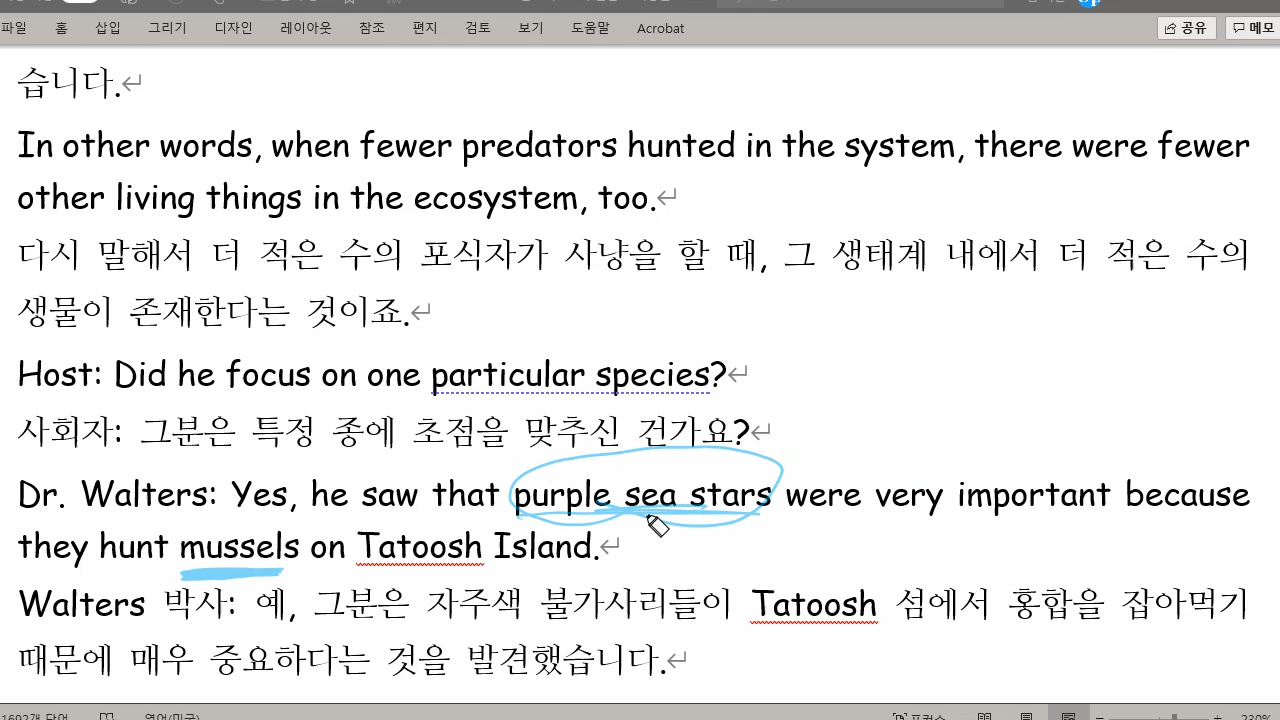 파일 홈 삽입 그리기 디자인 레이아웃 참조 편지 검토 보기 도움말 Acrobat 공유 메모
습니다.
In other words, when fewer predators hunted in the system, there were fewer
other living things in the ecosystem, too.
다시 말해서 더 적은 수의 포식자가 사냥을 할 때, 그 생태계 내에서 더 적은 수의
생물이 존재한다는 것이죠.
Host: Did he focus on one particular species?
사회자: 그분은 특정 종에 초점을 맞추신 건가요?
Dr. Walters: Yes, he saw that purple sea stars were very important because
they hunt mussels on Tatoosh Island.
Walters 박사: 예, 그분은 자주색 불가사리들이 Tatoosh 섬에서 홍합을 잡아먹기
때문에 매우 중요하다는 것을 발견했습니다.